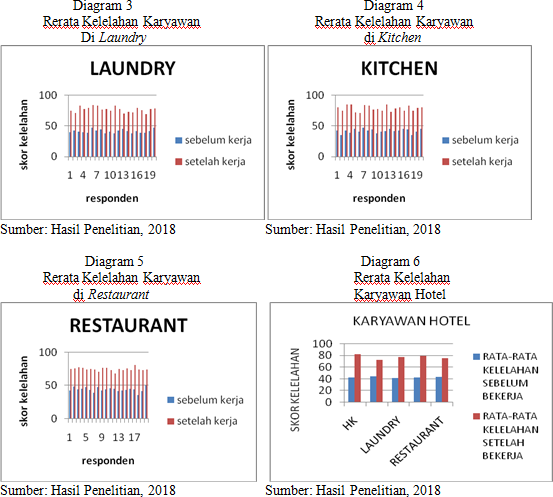 Diagram 3
Rerata Kelelahan Karyawan
Di Laundry
LAUNDRY
100
50
0
skor kelelahan
1 4 7 10 13 16 19
responden
sebelum kerja
setelah kerja
Sumber: Hasil Penelitian, 2018
Diagram 4
Rerata Kelelahan Karyawan
di Kitchen
KITCHEN
100
50
0
skor kelelahan
1 4 7 10 13 16 19
responden
sebelum kerja
setelah kerja
Sumber: Hasil Penelitian, 2018
Diagram 5
Rerata Kelelahan Karyawan
di Restaurant
RESTAURANT
100
50
0
skor kelelahan
1 5 9 13 17
responden
sebelum kerja
setelah kerja
Sumber: Hasil Penelitian, 2018
Diagram 6
Rerata Kelelahan
Karyawan Hotel
KARYAWAN HOTEL
100
80
60
40
20
0
SKOR KELELAHAN
HK
LAUNDRY
RESTAURANT
RATA-RATA
KELELAHAN
SEBELUM
BEKERJA
RATA-RATA
KELELAHAN
SETELAH
BEKERJA
Sumber: Hasil Penelitian, 2018